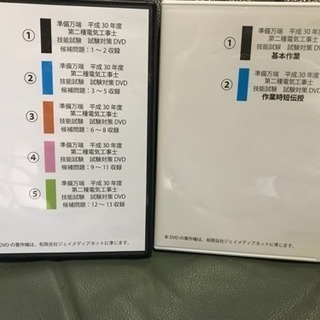 ①
準備万端 平成 30 年度
第二種電気工事士
技能試験 試験対策 DVD
候補問題：1 〜 2 収録
②
準備万端 平成 30 年度
第二種電気工事士
技能試験 試験対策 DVD
候補問題：3 〜 5 収録
③
準備万端 平成 30 年度
第二種電気工事士
技能試験 試験対策 DVD
候補問題：6 〜 8 収録
④
準備万端 平成 30 年度
第二種電気工事士
技能試験 試験対策 DVD
候補問題：9 〜 11 収録
⑤
準備万端 平成 30 年度
第二種電気工事士
技能試験 試験対策 DVD
候補問題：12 〜 13 収録
本 DVD の著作権は、有限会社ジェイメディアネットに準じます。
①
準備万端 平成 30 年度
第二種電気工事士
技能試験 試験対策 DVD
基本作業
②
準備万端 平成 30 年度
第二種電気工事士
技能試験 試験対策 DVD
作業時短伝授
本 DVD の著作権は、有限会社ジェイメディアネットに準じます。